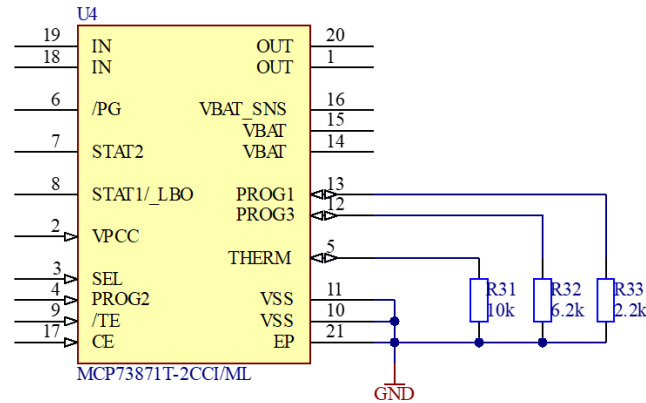 U4
19 IN OUT 20
18 IN OUT 1
6 /PG VBAT_SNS 16
VBAT 15
7 STAT2 VBAT 14
8 STAT1/_LBO PROG1 13
PROG3 12
2 VPCC
THERM 5
3 SEL
4 PROG2 VSS 11
9 /TE VSS 10
17 CE EP 21
R31 R32 R33
10k 6.2k 2.2k
MCP73871T-2CCI/ML
GND